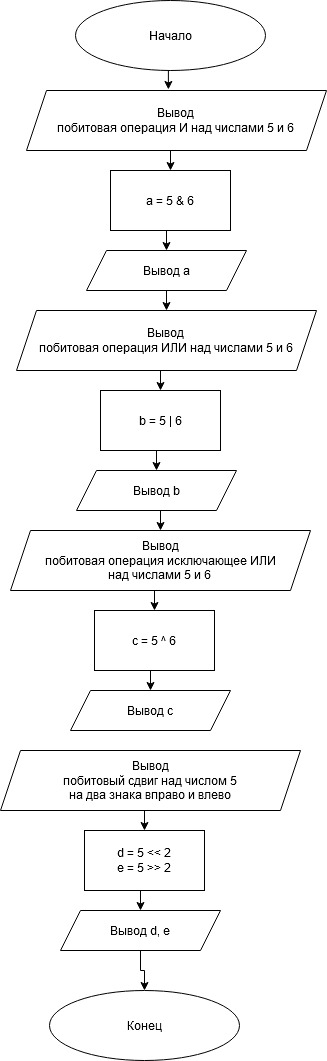 Начало
Вывод
побитовая операция И над числами 5 и 6
a = 5 & 6
Вывод a
Вывод
побитовая операция ИЛИ над числами 5 и 6
b = 5 | 6
Вывод b
Вывод
побитовая операция исключающее ИЛИ
над числами 5 и 6
c = 5 ^ 6
Вывод c
Вывод
побитовый сдвиг над числом 5
на два знака вправо и влево
d = 5 << 2
e = 5 >> 2
Вывод d, e
Конец